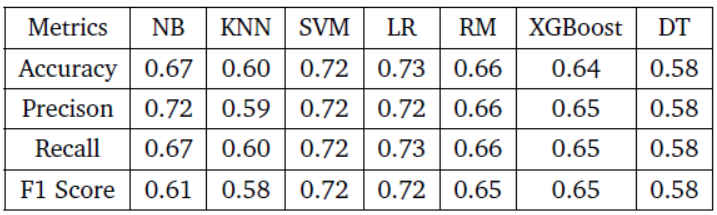 Metrics NB KNN SVM LR RM XGBoost DT
Accuracy 0.67 0.60 0.72 0.73 0.66 0.64 0.58
Precison 0.72 0.59 0.72 0.72 0.66 0.65 0.58
Recall 0.67 0.60 0.72 0.73 0.66 0.65 0.58
F1 Score 0.61 0.58 0.72 0.72 0.65 0.65 0.58